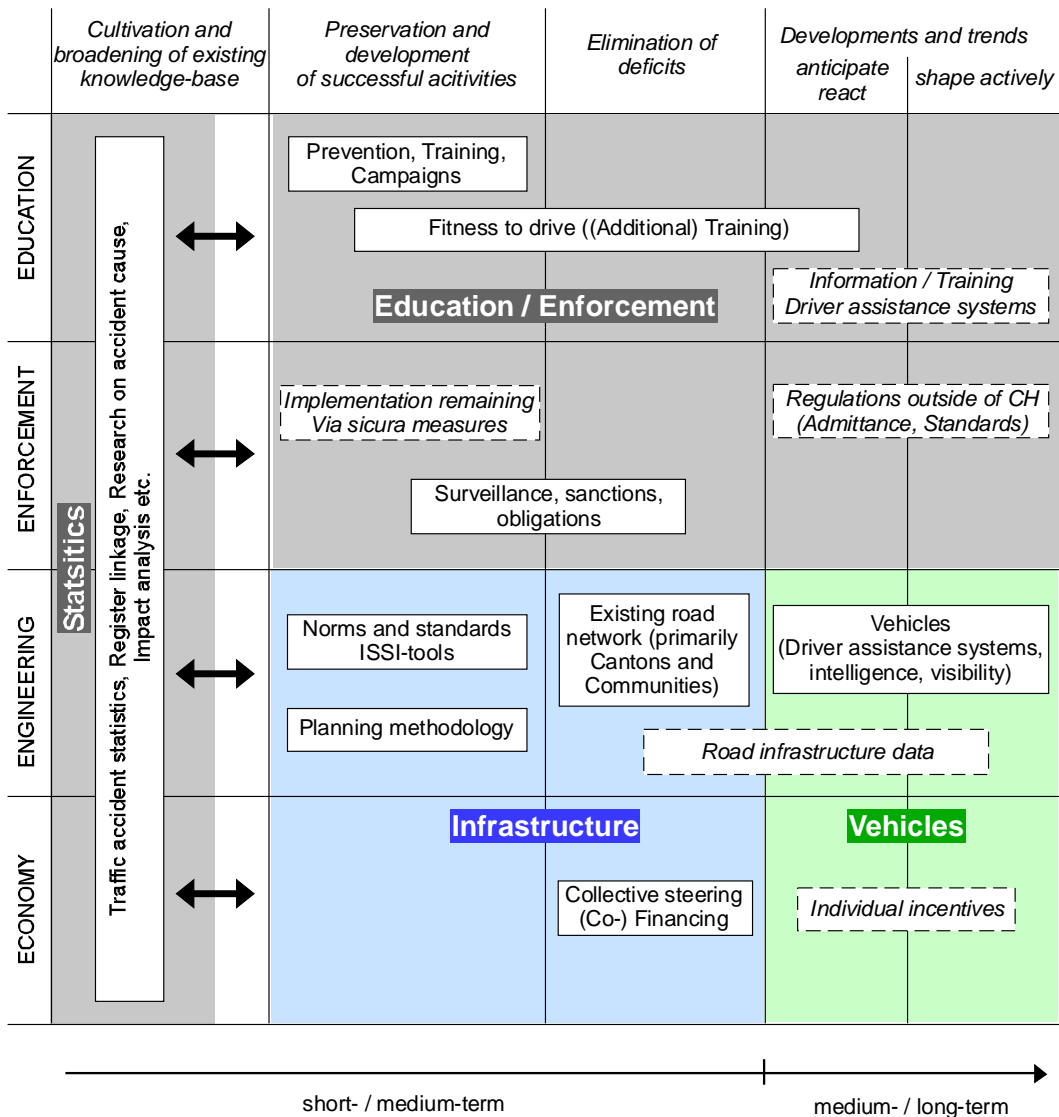 Cultivation and
broadening of existing
knowledge-base
Preservation and
development
of successful acitivities
Elimination of
deficits
Developments and trends
anticipate
react
shape actively
EDUCATION
Prevention, Training,
Campaigns
Fitness to drive ((Additional) Training)
Information / Training
Driver assistance systems
Education / Enforcement
ENFORCEMENT
Implementation remaining
Via sicura measures
Regulations outside of CH
(Admittance, Standards)
Surveillance, sanctions,
obligations
Statsitics
Traffic accident statistics, Register linkage, Research on accident cause,
Impact analysis etc.
ENGINEERING
Norms and standards
ISSI-tools
Existing road
network (primarily
Cantons and
Communities)
Vehicles
(Driver assistance systems,
intelligence, visibility)
Planning methodology
Road infrastructure data
ECONOMY
Infrastructure
Vehicles
Collective steering
(Co-) Financing
Individual incentives
short- / medium-term
medium- / long-term